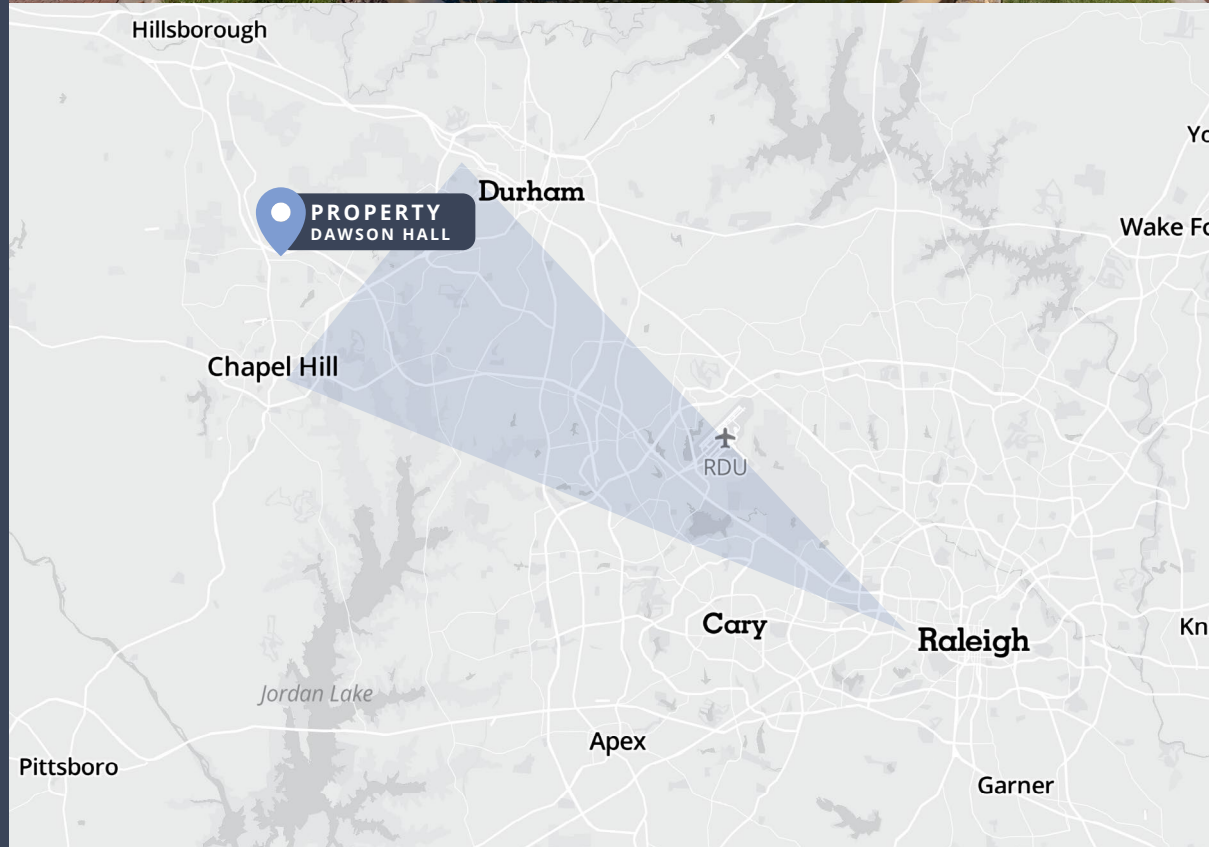 Hillsborough
Durham
PROPERTY
DAWSON HALL
Chapel Hill
RDU
Cary
Raleigh
Jordan Lake
Apex
Pittsboro
Garner